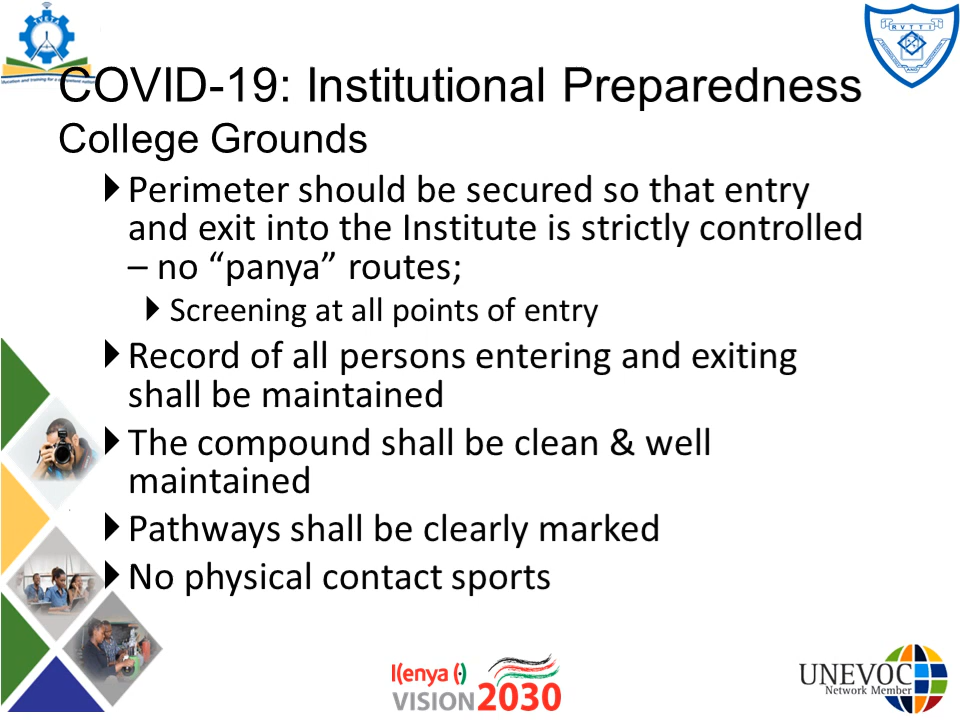 TVETA
RVTTI
COVID-19: Institutional Preparedness
College Grounds
Perimeter should be secured so that entry
and exit into the Institute is strictly controlled
– no “panya” routes;
Screening at all points of entry
Record of all persons entering and exiting
shall be maintained
The compound shall be clean & well
maintained
Pathways shall be clearly marked
No physical contact sports
Kenya
VISION 2030
UNEVOC
Network Member